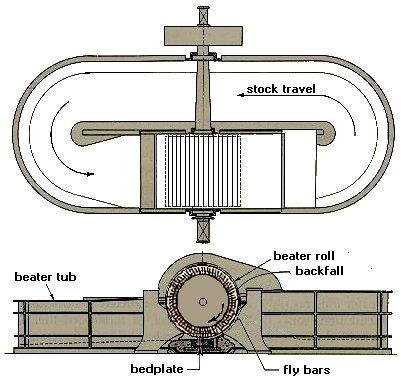 stock travel
beater roll
backfall
beater tub
bedplate
fly bars